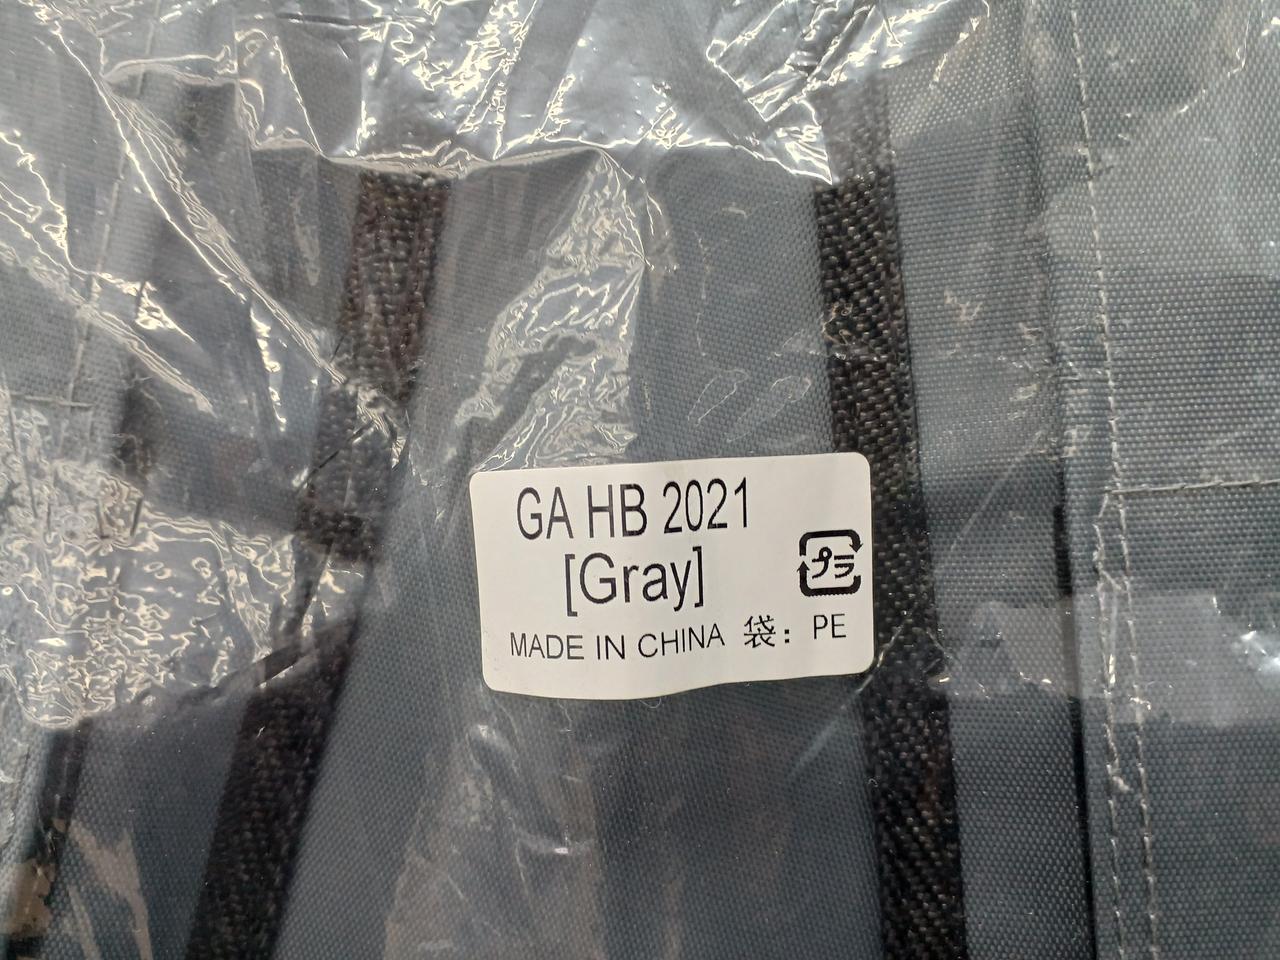 GA HB 2021
[Gray]
プラ
MADE IN CHINA 袋：PE